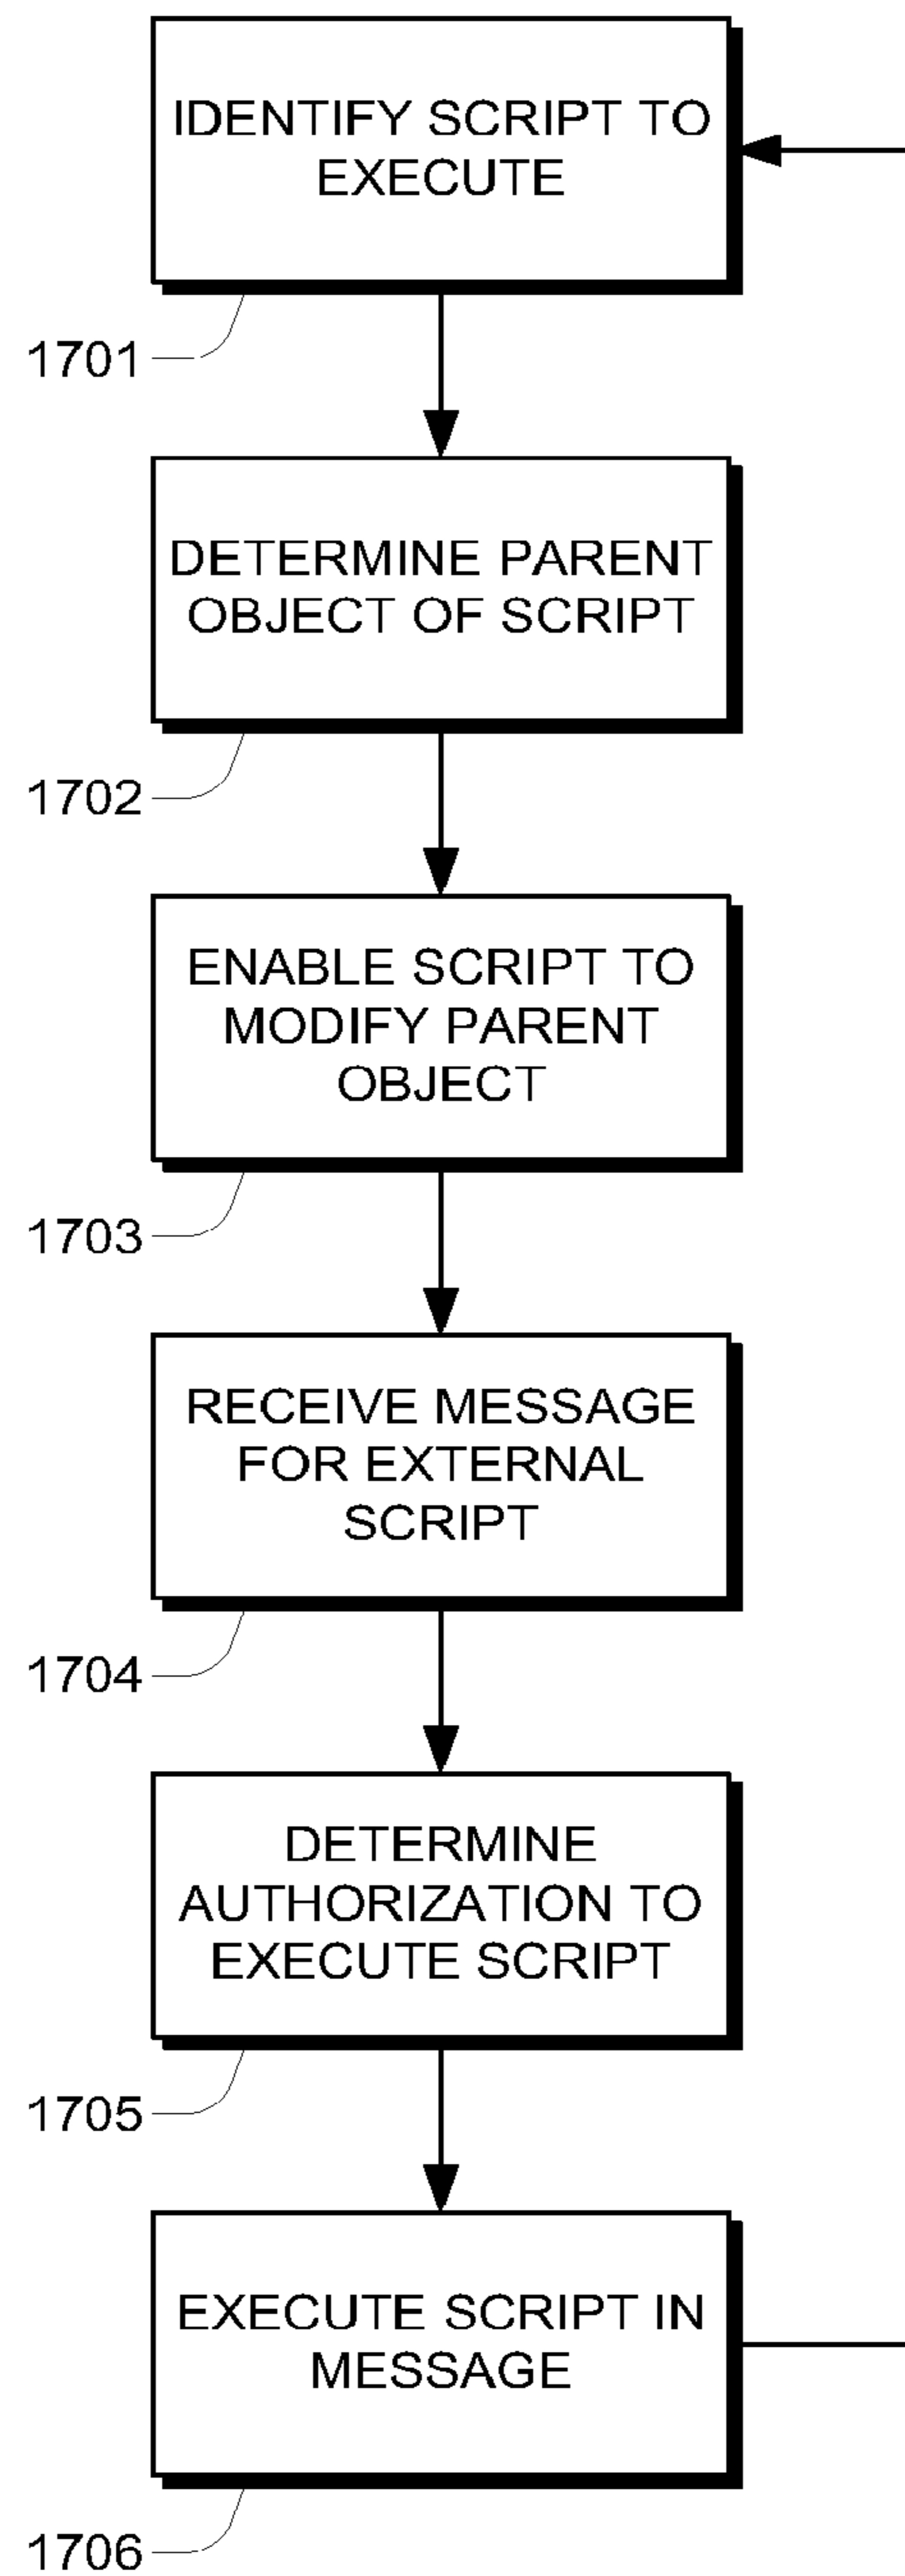 IDENTIFY SCRIPT TO
EXECUTE
1701
DETERMINE PARENT
OBJECT OF SCRIPT
1702
ENABLE SCRIPT TO
MODIFY PARENT
OBJECT
1703
RECEIVE MESSAGE
FOR EXTERNAL
SCRIPT
1704
DETERMINE
AUTHORIZATION TO
EXECUTE SCRIPT
1705
EXECUTE SCRIPT IN
MESSAGE
1706